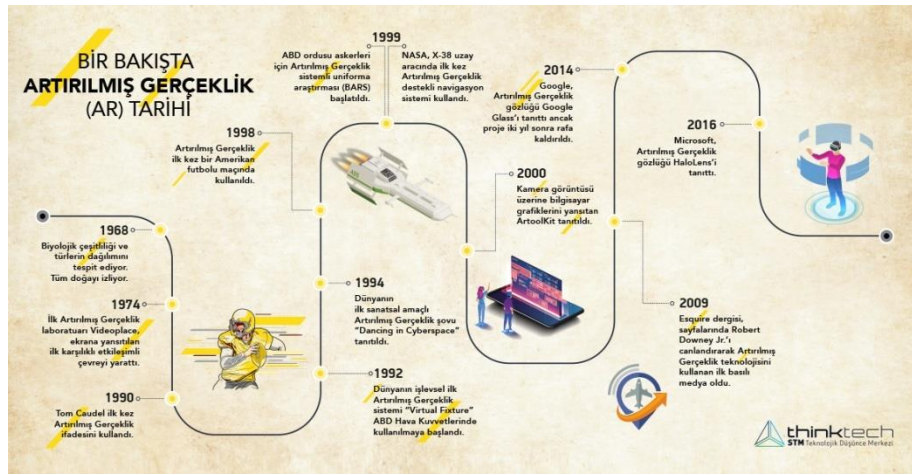 BİR BAKIŞTA
ARTIRILMIŞ GERÇEKLİK
(AR) TARİHİ
1968
Biyolojik çeşitliliği ve
türlerin dağılımını
tespit ediyor.
Tüm doğayı izliyor.
1974
İlk Artırılmış Gerçeklik
laboratuarı Videoplace,
ekrana yansıtılan
ilk karşılıklı etkileşimli
çevreyi yarattı.
1990
Tom Caudel ilk kez
Artırılmış Gerçeklik
ifadesini kullandı.
1992
Dünyanın işlevsel ilk
Artırılmış Gerçeklik
sistemi "Virtual Fixture"
ABD Hava Kuvvetlerinde
kullanılmaya başlandı.
1994
Dünyanın
ilk sanatsal amaçlı
Artırılmış Gerçeklik şovu
"Dancing in Cyberspace"
tanıtıldı.
1998
Artırılmış Gerçeklik
ilk kez bir Amerikan
futbolu maçında
kullanıldı.
1999
ABD ordusu askerleri
için Artırılmış Gerçeklik
sistemli uniforma
araştırması (BARS)
başlatıldı.
NASA, X-38 uzay
aracında ilk kez
Artırılmış Gerçeklik
destekli navigasyon
sistemi kullandı.
2000
Kamera görüntüsü
üzerine bilgisayar
grafiklerini yansıtan
ArtoolKit tanıtıldı.
2009
Esquire dergisi,
sayfalarında Robert
Downey Jr.'ı
canlandırarak Artırılmış
Gerçeklik teknolojisini
kullanan ilk basılı
medya oldu.
2014
Google,
Artırılmış Gerçeklik
gözlüğü Google
Glass'ı tanıttı ancak
proje iki yıl sonra rafa
kaldırıldı.
2016
Microsoft,
Artırılmış Gerçeklik
gözlüğü HaloLens'i
tanıttı.
thinktech
STM Teknolojik Düşünce Merkezi